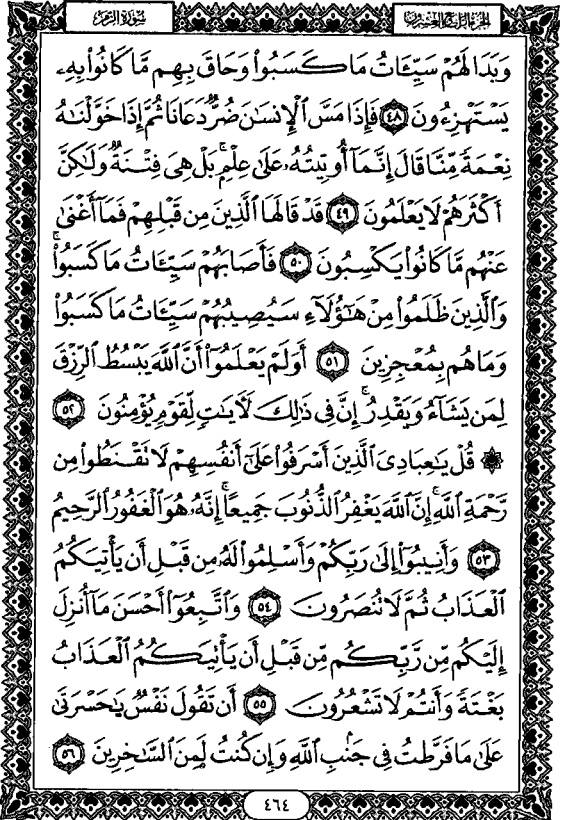 الجزء الرابع والعشرون
سورة الزمر
وَبَدَا لَهُمْ سَيِّـَٔاتُ مَا كَسَبُوا۟ وَحَاقَ بِهِم مَّا كَانُوا۟ بِهِۦ
يَسْتَهْزِءُونَ ٤٨ فَإِذَا مَسَّ ٱلْإِنسَـٰنَ ضُرٌّ دَعَانَا ثُمَّ إِذَا خَوَّلْنَـٰهُ
نِعْمَةً مِّنَّا قَالَ إِنَّمَآ أُوتِيتُهُۥ عَلَىٰ عِلْمٍۭ ۚ بَلْ هِىَ فِتْنَةٌ وَلَـٰكِنَّ
أَكْثَرَهُمْ لَا يَعْلَمُونَ ٤٩ قَدْ قَالَهَا ٱلَّذِينَ مِن قَبْلِهِمْ فَمَآ أَغْنَىٰ
عَنْهُم مَّا كَانُوا۟ يَكْسِبُونَ ٥٠ فَأَصَابَهُمْ سَيِّـَٔاتُ مَا كَسَبُوا۟ ۚ
وَٱلَّذِينَ ظَلَمُوا۟ مِنْ هَـٰٓؤُلَآءِ سَيُصِيبُهُمْ سَيِّـَٔاتُ مَا كَسَبُوا۟
وَمَا هُم بِمُعْجِزِينَ ٥١ أَوَلَمْ يَعْلَمُوٓا۟ أَنَّ ٱللَّهَ يَبْسُطُ ٱلرِّزْقَ
لِمَن يَشَآءُ وَيَقْدِرُ ۚ إِنَّ فِى ذَٰلِكَ لَـَٔايَـٰتٍ لِّقَوْمٍ يُؤْمِنُونَ ٥٢
۞ قُلْ يَـٰعِبَادِىَ ٱلَّذِينَ أَسْرَفُوا۟ عَلَىٰٓ أَنفُسِهِمْ لَا تَقْنَطُوا۟ مِن
رَّحْمَةِ ٱللَّهِ ۚ إِنَّ ٱللَّهَ يَغْفِرُ ٱلذُّنُوبَ جَمِيعًا ۚ إِنَّهُۥ هُوَ ٱلْغَفُورُ ٱلرَّحِيمُ
٥٣ وَأَنِيبُوٓا۟ إِلَىٰ رَبِّكُمْ وَأَسْلِمُوا۟ لَهُۥ مِن قَبْلِ أَن يَأْتِيَكُمُ
ٱلْعَذَابُ ثُمَّ لَا تُنصَرُونَ ٥٤ وَٱتَّبِعُوٓا۟ أَحْسَنَ مَآ أُنزِلَ
إِلَيْكُم مِّن رَّبِّكُم مِّن قَبْلِ أَن يَأْتِيَكُمُ ٱلْعَذَابُ
بَغْتَةً وَأَنتُمْ لَا تَشْعُرُونَ ٥٥ أَن تَقُولَ نَفْسٌ يَـٰحَسْرَتَىٰ
عَلَىٰ مَا فَرَّطتُ فِى جَنۢبِ ٱللَّهِ وَإِن كُنتُ لَمِنَ ٱلسَّـٰخِرِينَ ٥٦
٤٦٤